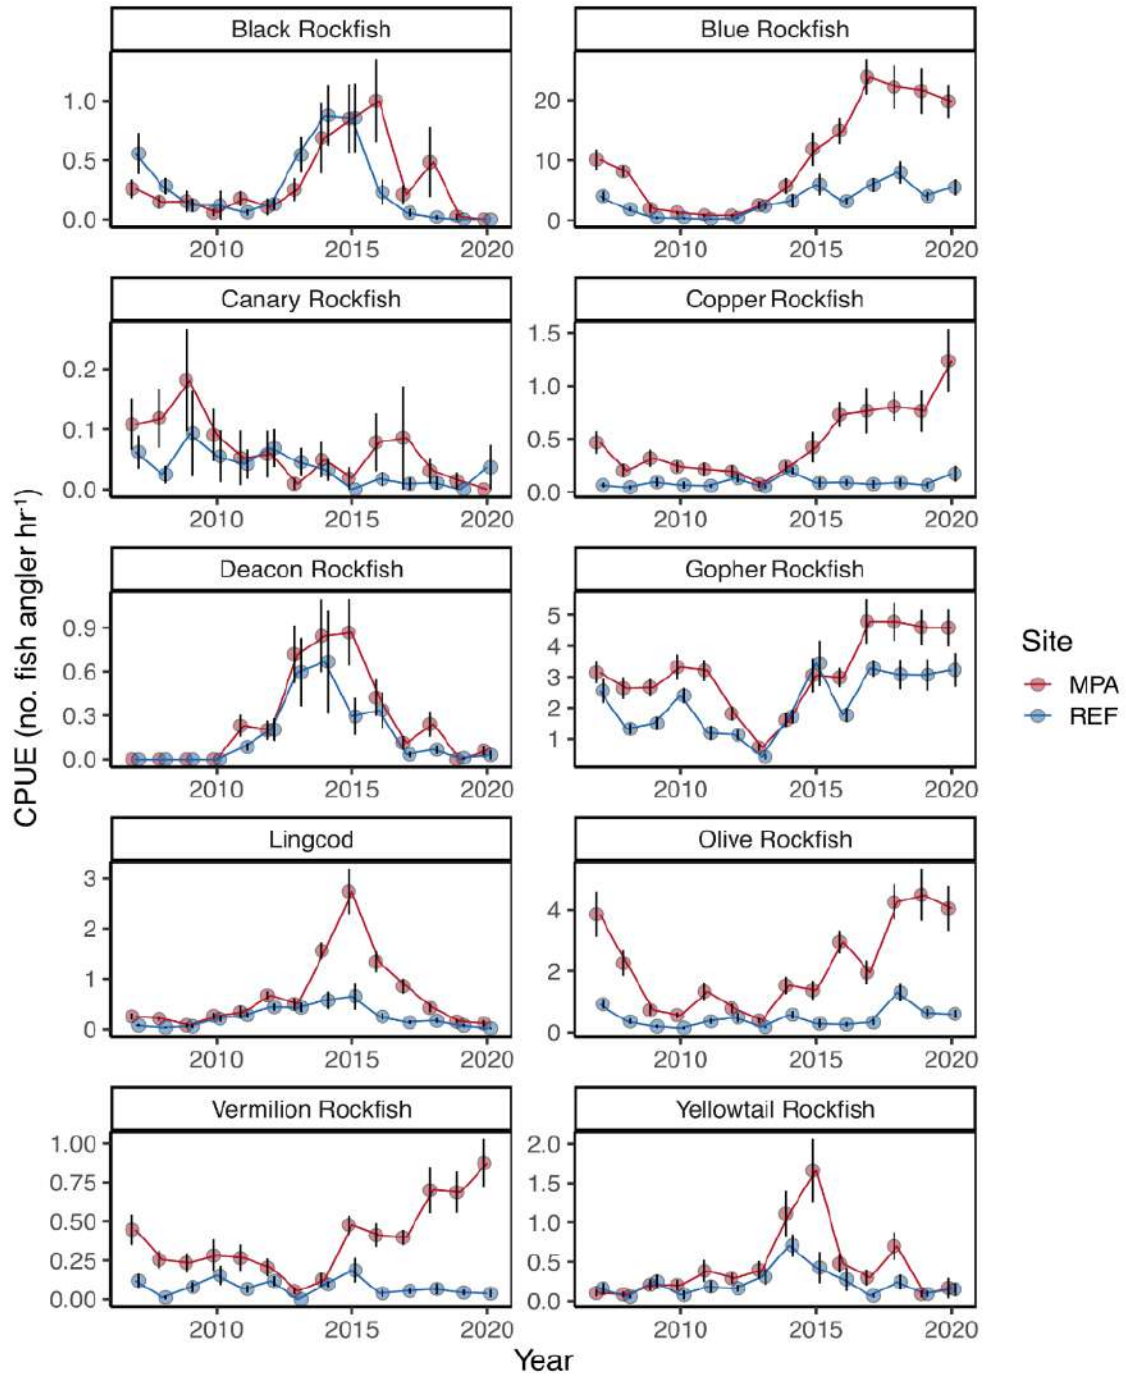 Black Rockfish
Blue Rockfish
1.0
0.5
0.0
2010 2015 2020
20
10
0
2010 2015 2020
Canary Rockfish
Copper Rockfish
0.2
0.1
0.0
2010 2015 2020
1.5
1.0
0.5
0.0
2010 2015 2020
Deacon Rockfish
Gopher Rockfish
0.9
0.6
0.3
0.0
2010 2015 2020
5
4
3
2
1
2010 2015 2020
Lingcod
Olive Rockfish
3
2
1
0
2010 2015 2020
4
2
0
2010 2015 2020
Vermilion Rockfish
Yellowtail Rockfish
1.00
0.75
0.50
0.25
0.00
2010 2015 2020
2.0
1.5
1.0
0.5
0.0
2010 2015 2020
CPUE (no. fish angler hr⁻¹)
Year
Site
MPA
REF